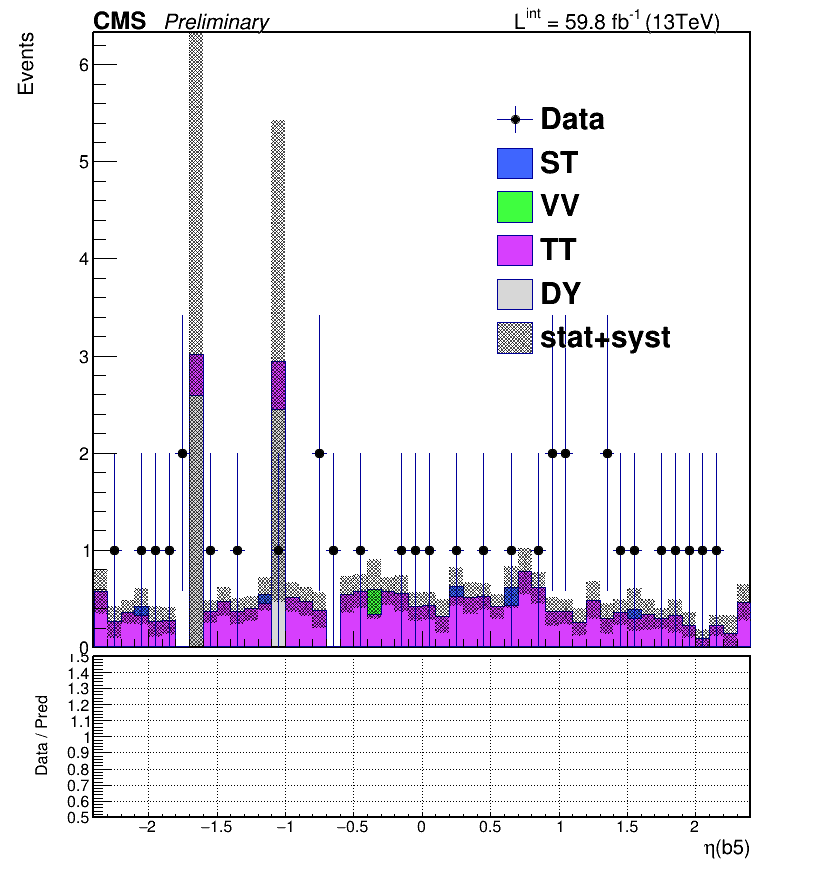 CMS Preliminary L^int = 59.8 fb^-1 (13TeV)
Events
6
5
4
3
2
1
0
Data
ST
VV
TT
DY
stat+syst
Data / Pred
1.5
1.4
1.3
1.2
1.1
1
0.9
0.8
0.7
0.6
0.5
−2 −1.5 −1 −0.5 0 0.5 1 1.5 2
η(b5)